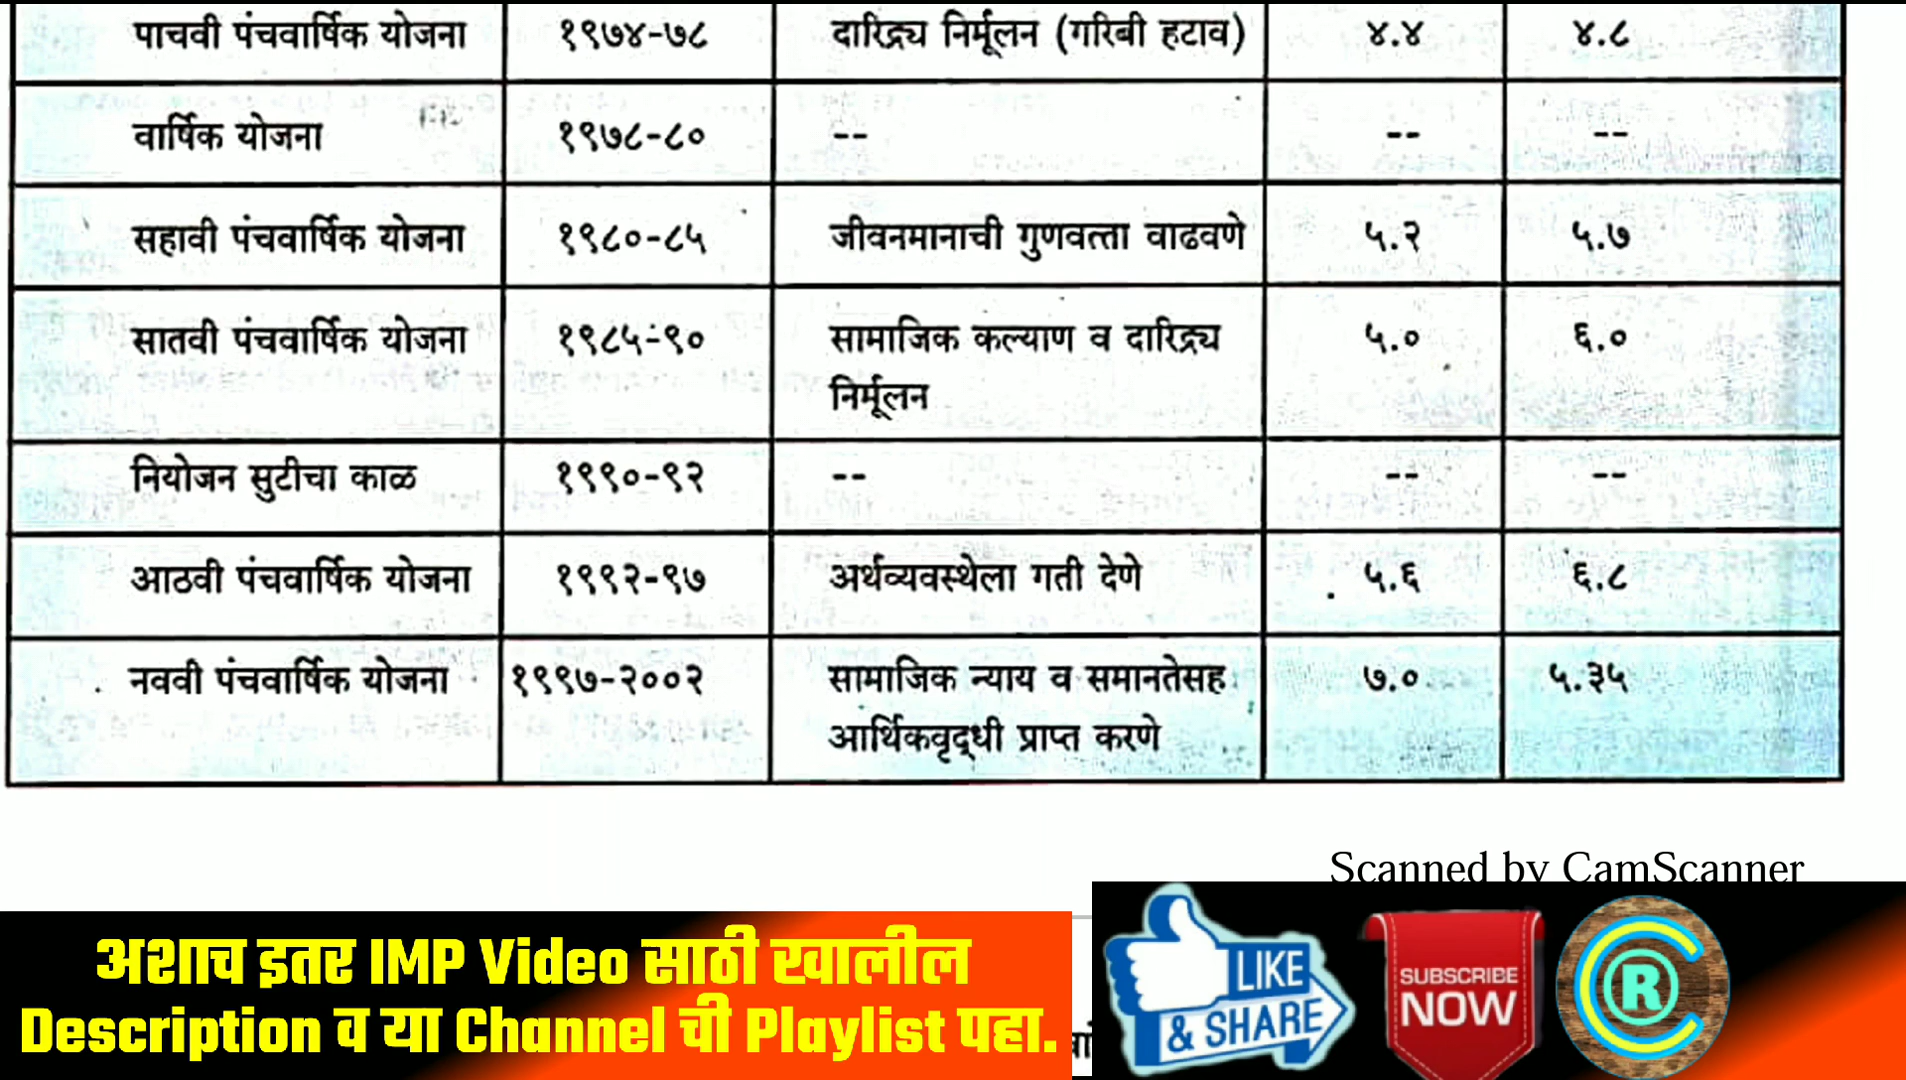 पाचवी पंचवार्षिक योजना १९७४-७८ दारिद्र्य निर्मूलन (गरिबी हटाव) ४.४ ४.८
वार्षिक योजना १९७८-८० -- -- --
सहावी पंचवार्षिक योजना १९८०-८५ जीवनमानाची गुणवत्ता वाढवणे ५.२ ५.७
सातवी पंचवार्षिक योजना १९८५-९० सामाजिक कल्याण व दारिद्र्य ५.० ६.०
निर्मूलन
नियोजन सुटीचा काळ १९९०-९२ -- -- --
आठवी पंचवार्षिक योजना १९९२-९७ अर्थव्यवस्थेला गती देणे ५.६ ६.८
नववी पंचवार्षिक योजना १९९७-२००२ सामाजिक न्याय व समानतेसह ७.० ५.३५
आर्थिकवृद्धी प्राप्त करणे
Scanned by CamScanner
अशाच इतर IMP Video साठी खालील
Description व या Channel ची Playlist पहा.
LIKE
& SHARE
SUBSCRIBE
NOW
R